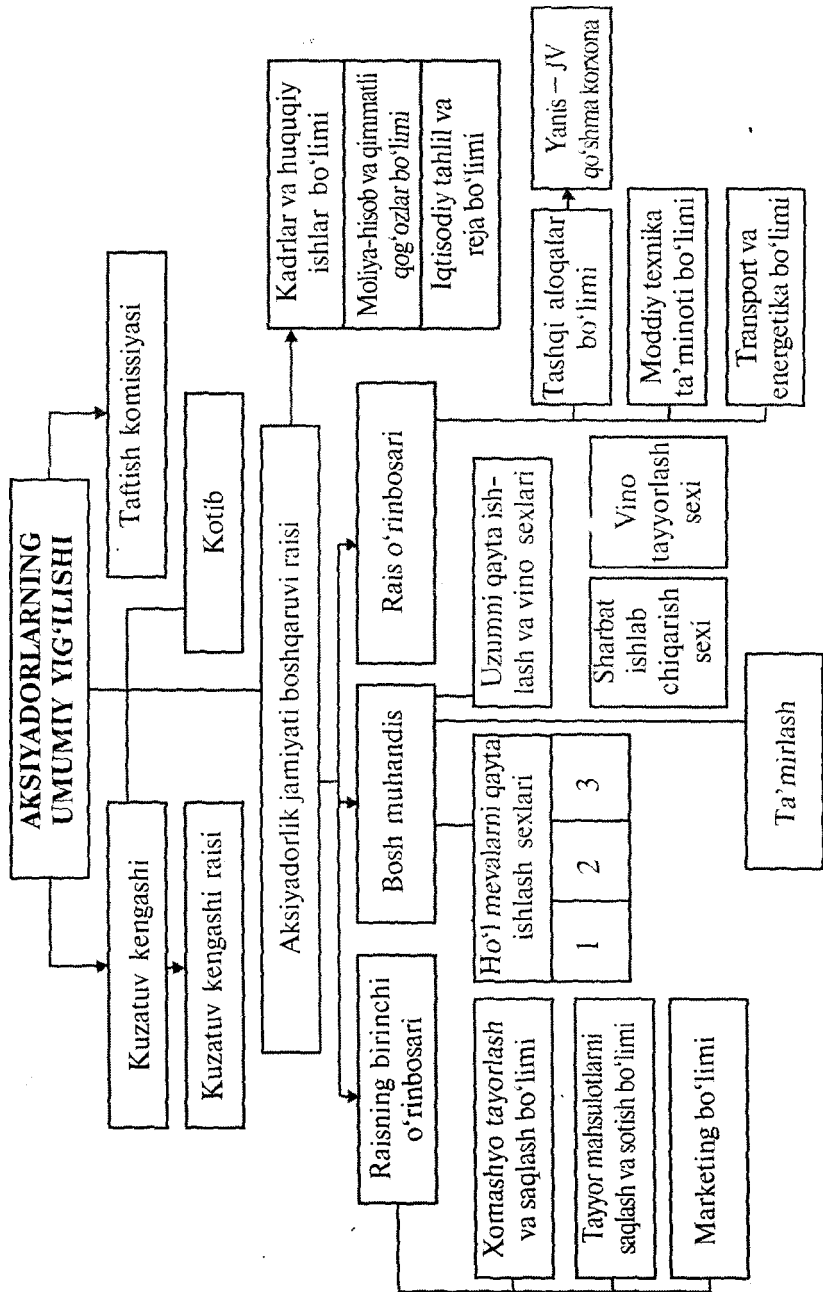 AKSIYADORLARNING
UMUMIY YIG‘ILISHI
Kuzatuv kengashi
Taftish komissiyasi
Kuzatuv kengashi raisi
Kotib
Aksiyadorlik jamiyati boshqaruvi raisi
Kadrlar va huquqiy
ishlar bo‘limi
Moliya-hisob va qimmatli
qog‘ozlar bo‘limi
Iqtisodiy tahlil va
reja bo‘limi
Raisning birinchi
o‘rinbosari
Bosh muhandis
Rais o‘rinbosari
Xomashyo tayorlash
va saqlash bo‘limi
Tayyor mahsulotlarni
saqlash va sotish bo‘limi
Marketing bo‘limi
Ho‘l mevalarni qayta
ishlash sexlari
1
2
3
Uzumni qayta ish-
lash va vino sexlari
Sharbat
ishlab
chiqarish
sexi
Vino
tayyorlash
sexi
Ta’mirlash
Tashqi aloqalar
bo‘limi
Yanis – JV
qo‘shma korxona
Moddiy texnika
ta’minoti bo‘limi
Transport va
energetika bo‘limi